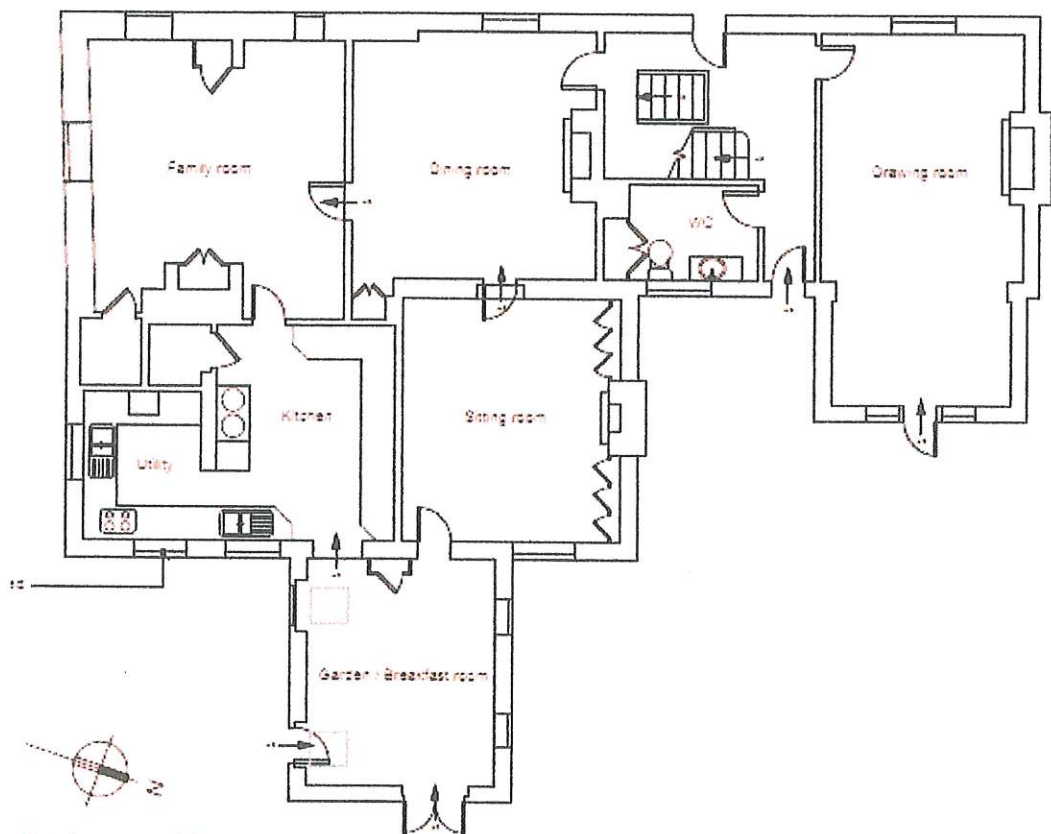 Family room
Dining room
Drawing room
WC
Kitchen
Sitting room
Utility
Garden / Breakfast room
N